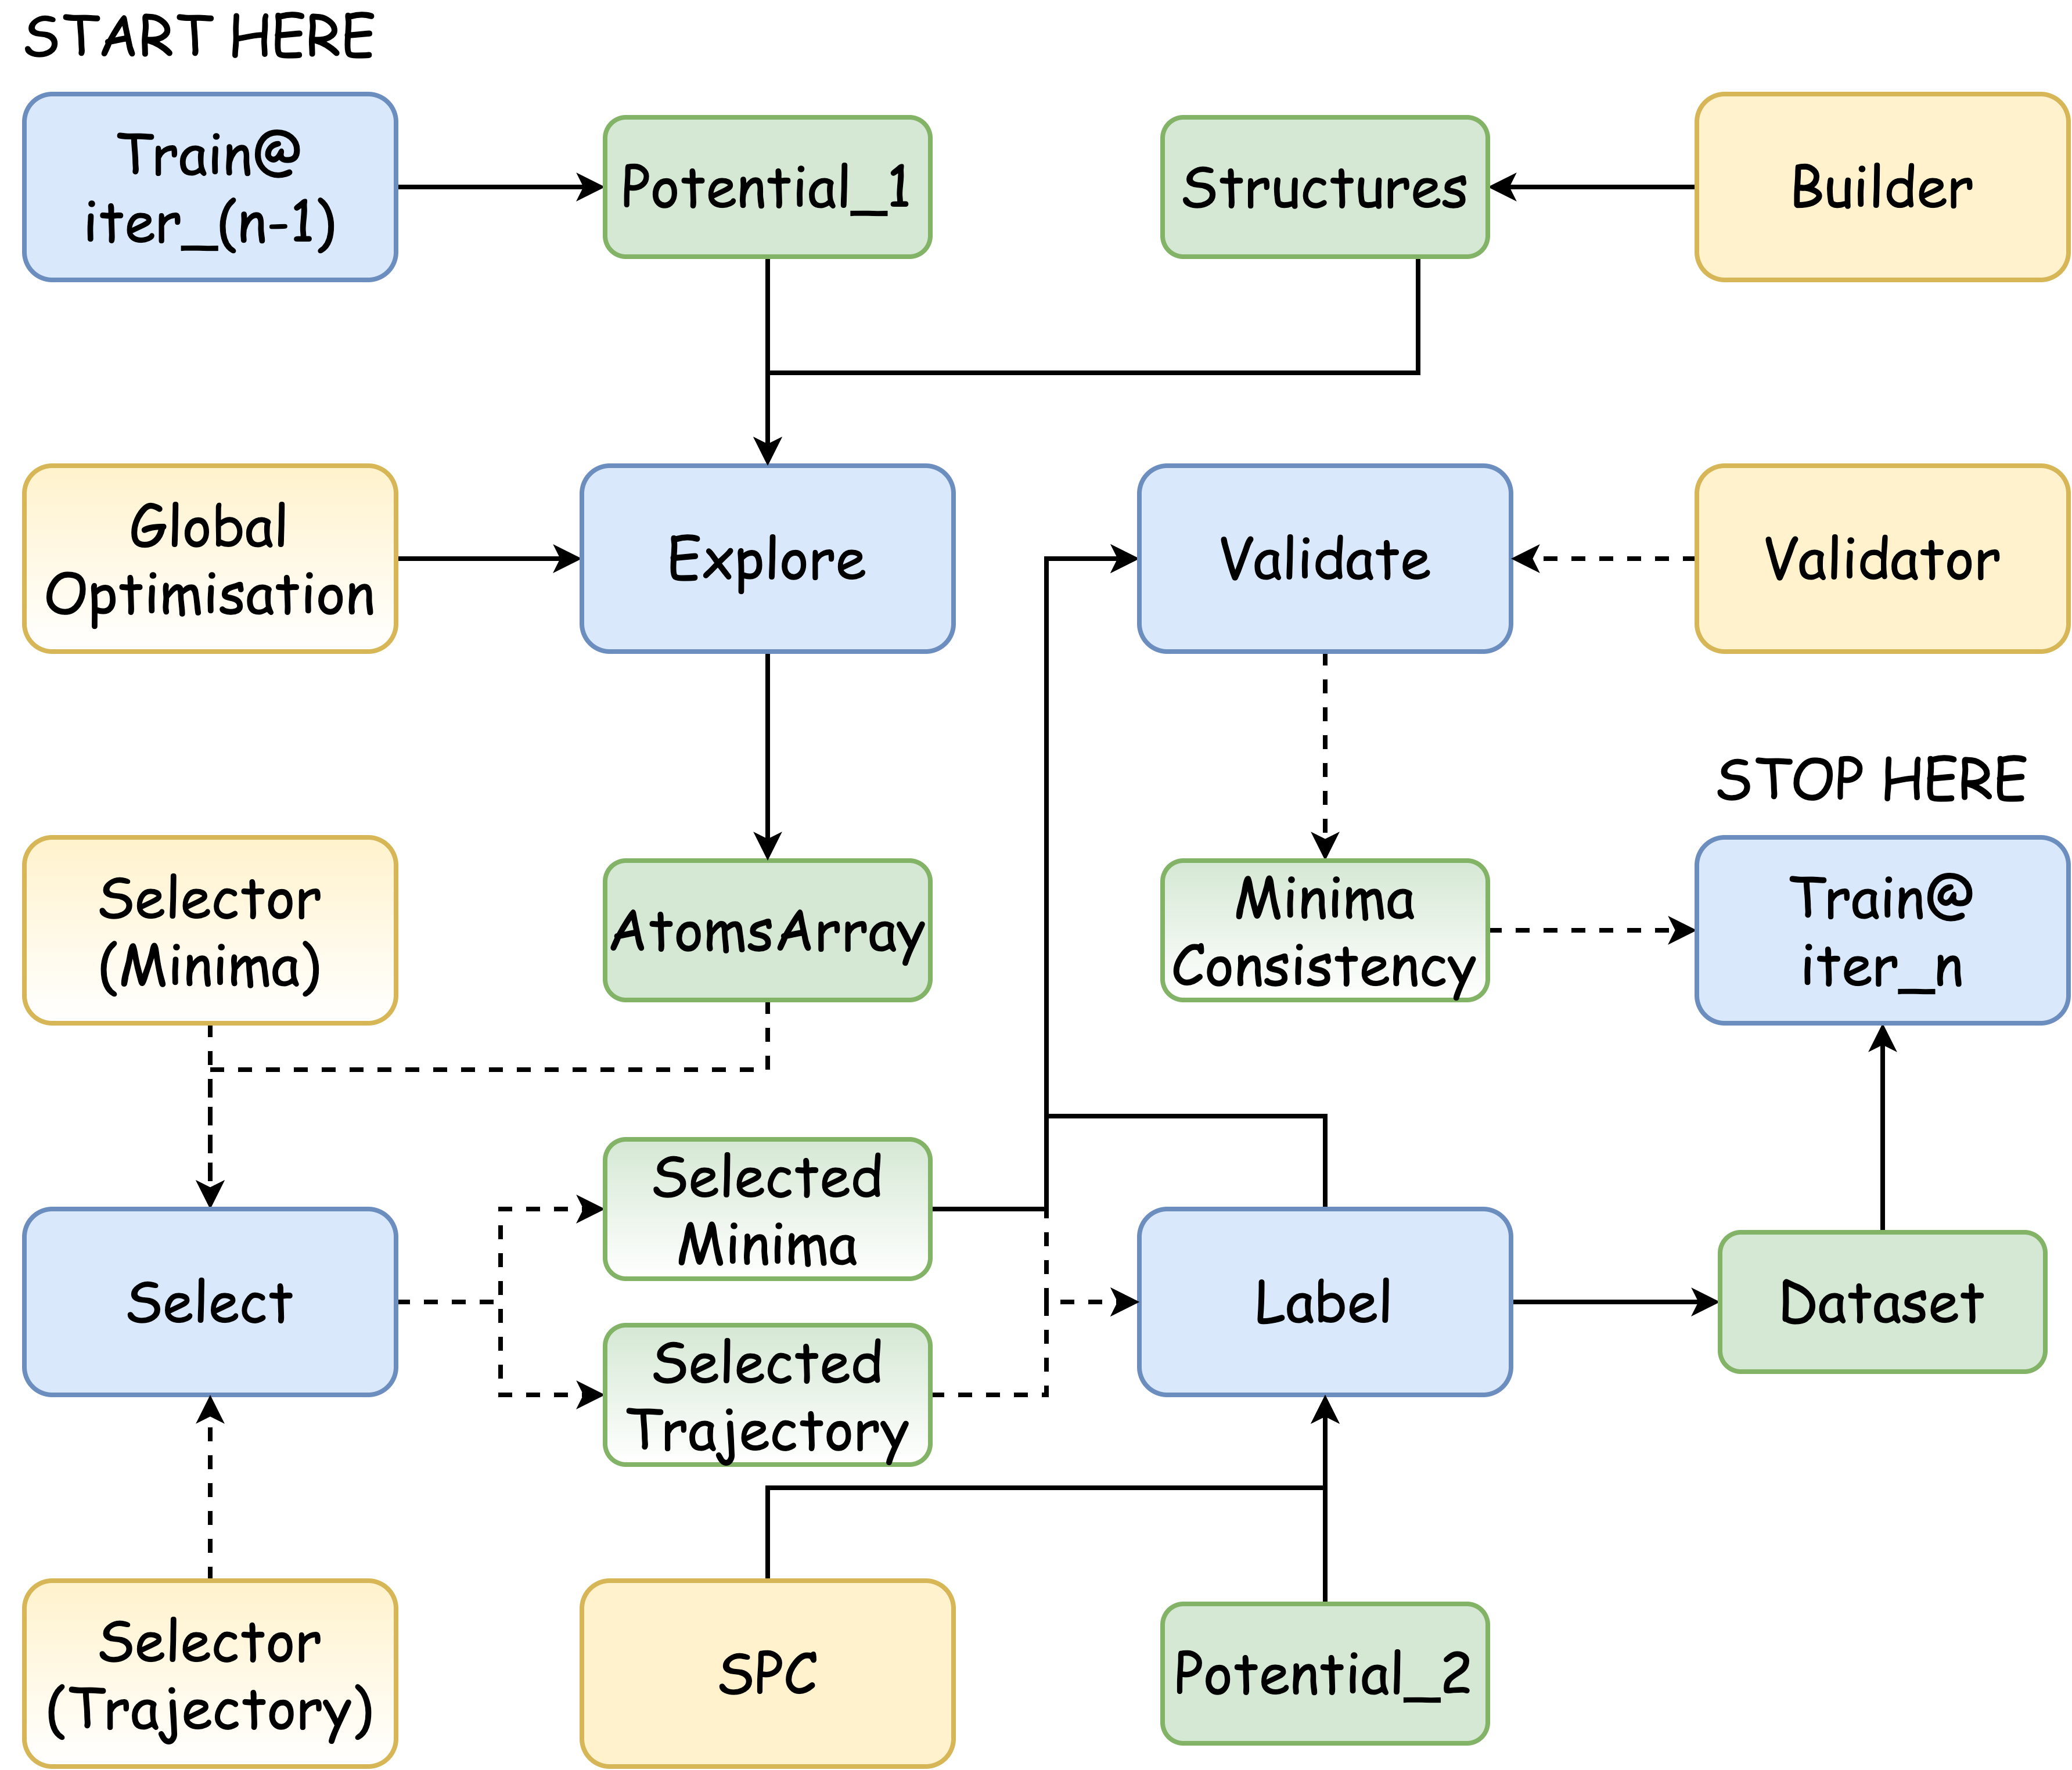 START HERE
Train@
iter_(n-1)
Potential_1
Structures
Builder
Global
Optimisation
Explore
Validate
Validator
STOP HERE
Selector
(Minima)
AtomsArray
Minima
Consistency
Train@
iter_n
Select
Selected
Minima
Selected
Trajectory
Label
Dataset
Selector
(Trajectory)
SPC
Potential_2